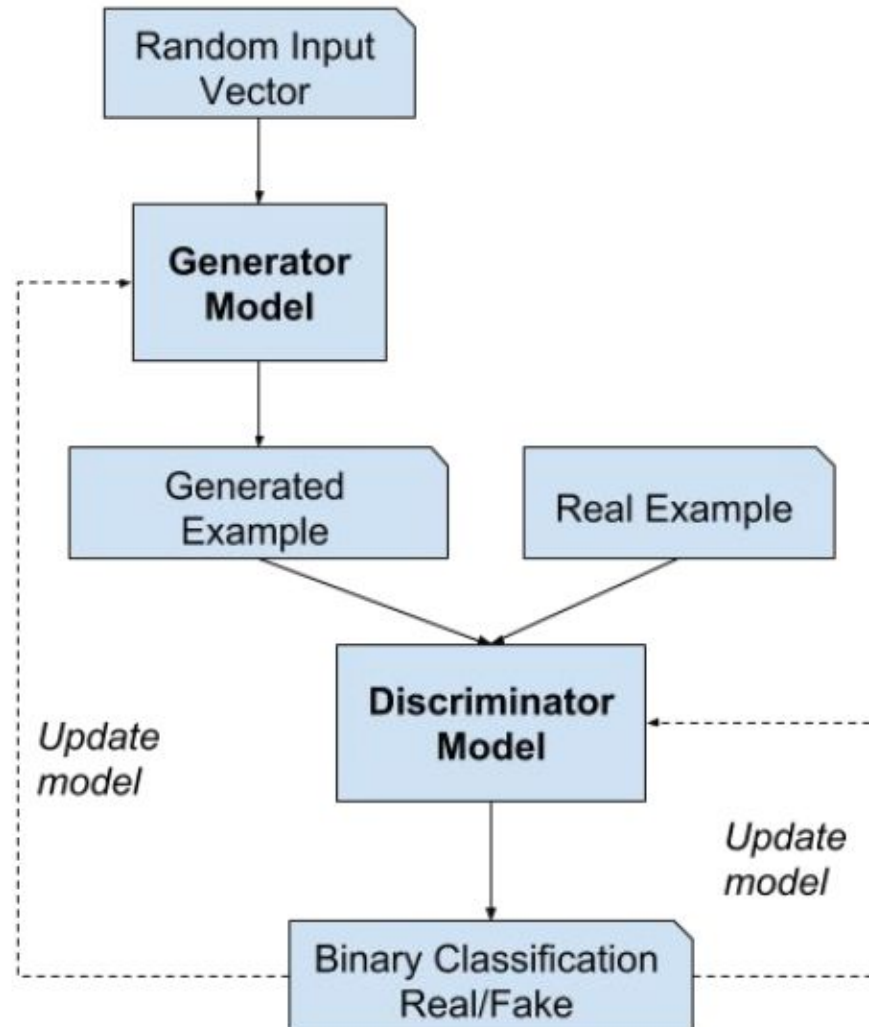 Random Input
Vector
Generator
Model
Generated
Example
Real Example
Discriminator
Model
Update
model
Update
model
Binary Classification
Real/Fake